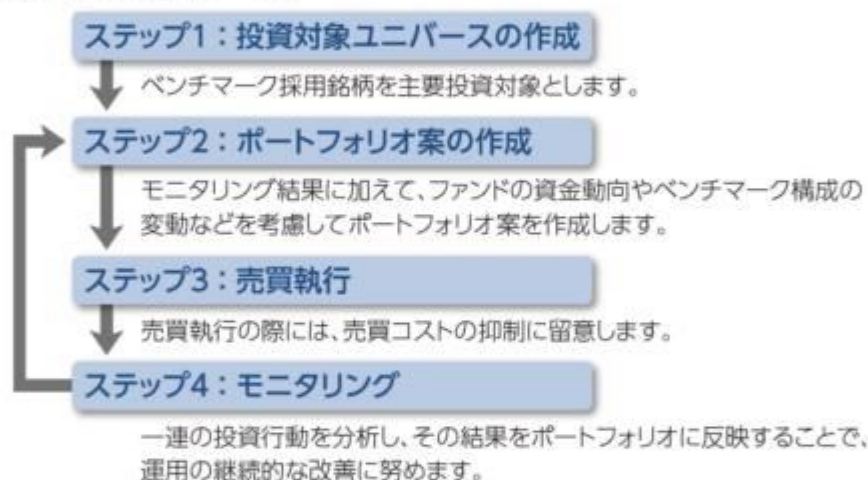 ステップ1：投資対象ユニバースの作成
ベンチマーク採用銘柄を主要投資対象とします。
ステップ2：ポートフォリオ案の作成
モニタリング結果に加えて、ファンドの資金動向やベンチマーク構成の
変動などを考慮してポートフォリオ案を作成します。
ステップ3：売買執行
売買執行の際には、売買コストの抑制に留意します。
ステップ4：モニタリング
一連の投資行動を分析し、その結果をポートフォリオに反映することで、
運用の継続的な改善に努めます。